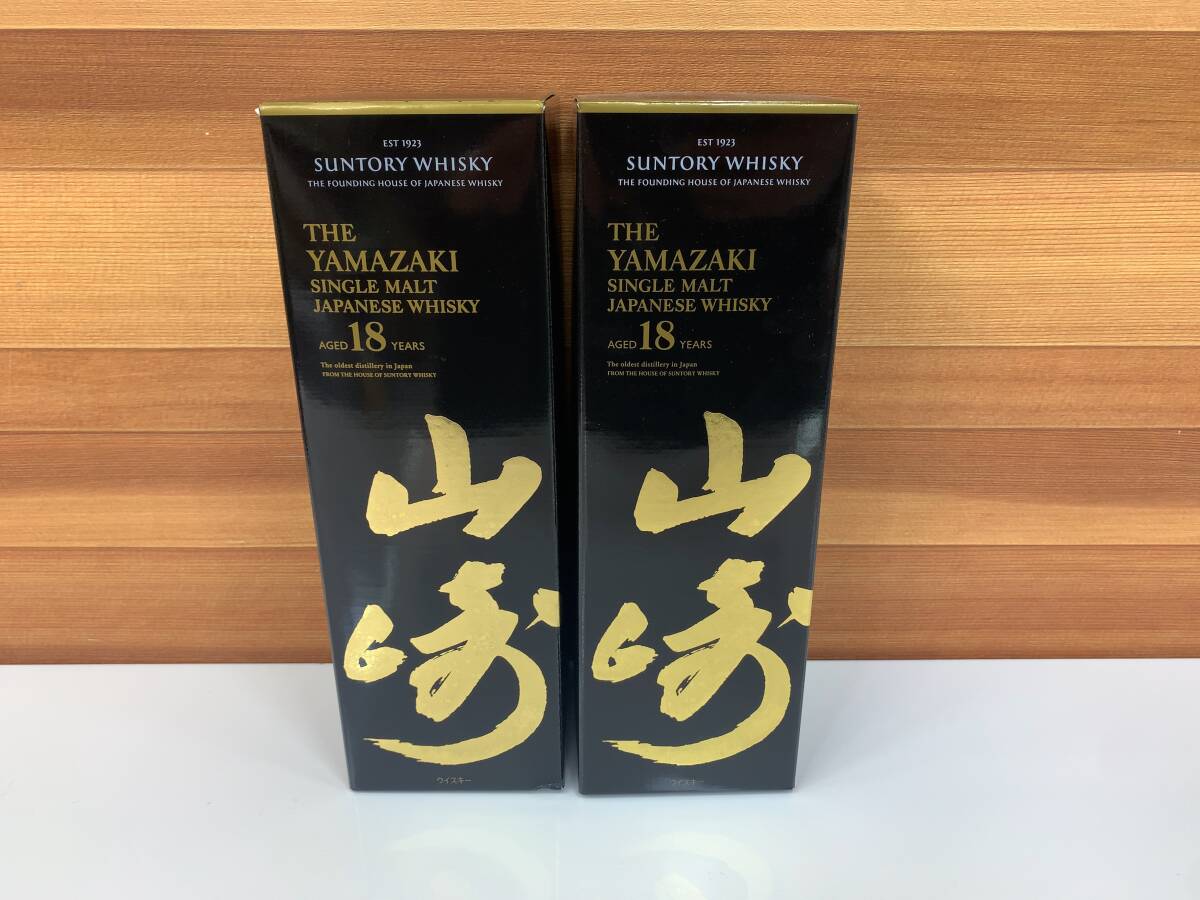 EST 1923
SUNTORY WHISKY
THE FOUNDING HOUSE OF JAPANESE WHISKY
THE
YAMAZAKI
SINGLE MALT
JAPANESE WHISKY
AGED 18 YEARS
The oldest distillery in Japan
FROM THE HOUSE OF SUNTORY WHISKY
山
崎
ウイスキー
EST 1923
SUNTORY WHISKY
THE FOUNDING HOUSE OF JAPANESE WHISKY
THE
YAMAZAKI
SINGLE MALT
JAPANESE WHISKY
AGED 18 YEARS
The oldest distillery in Japan
FROM THE HOUSE OF SUNTORY WHISKY
山
崎
ウイスキー